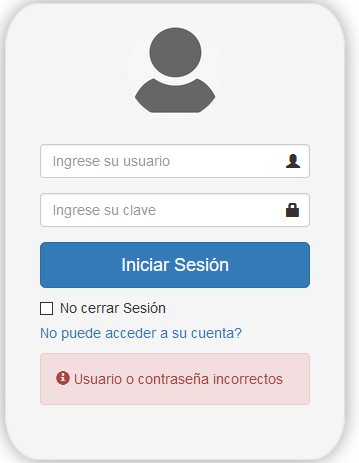 Ingrese su usuario
Ingrese su clave
Iniciar Sesión
No cerrar Sesión
No puede acceder a su cuenta?
Usuario o contraseña incorrectos